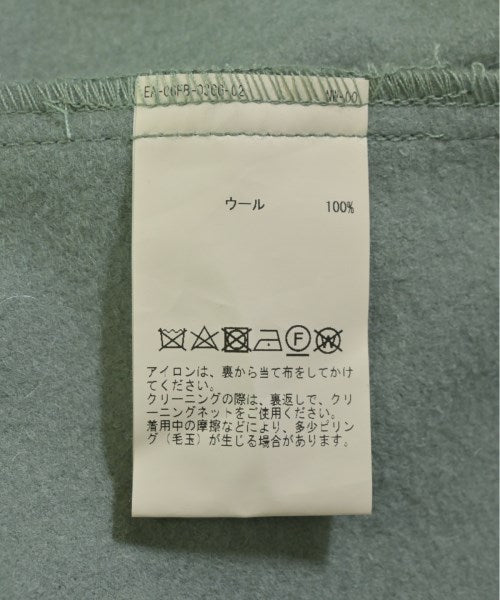 ウール 100%
F W
アイロンは、裏から当て布をしてかけ
てください。
クリーニングの際は、裏返しで、クリ
ーニングネットをご使用ください。
着用中の摩擦などにより、多少ピリン
グ（毛玉）が生じる場合があります。